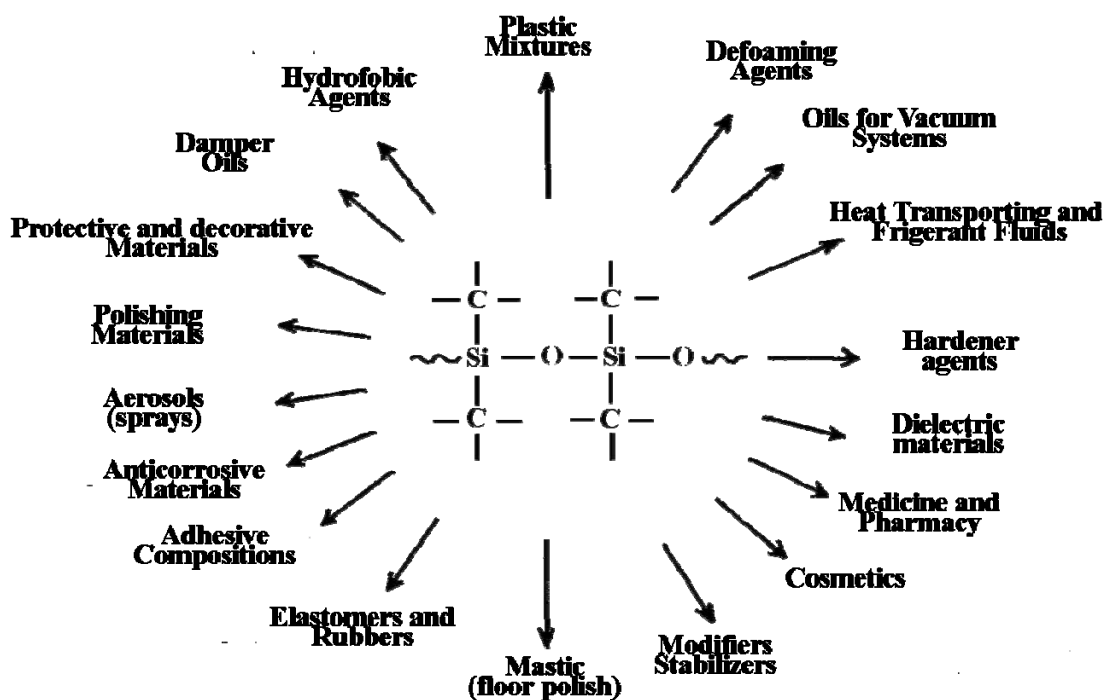 Plastic
Mixtures
Defoaming
Agents
Hydrofobic
Agents
Oils for Vacuum
Systems
Damper
Oils
Heat Transporting and
Frigerant Fluids
Protective and decorative
Materials
— C —
— C —
Polishing
Materials
Si — O — Si — O
Hardener
agents
Aerosols
(sprays)
— C —
— C —
Dielectric
materials
Anticorrosive
Materials
Medicine and
Pharmacy
Adhesive
Compositions
Cosmetics
Elastomers and
Rubbers
Modifiers
Stabilizers
Mastic
(floor polish)